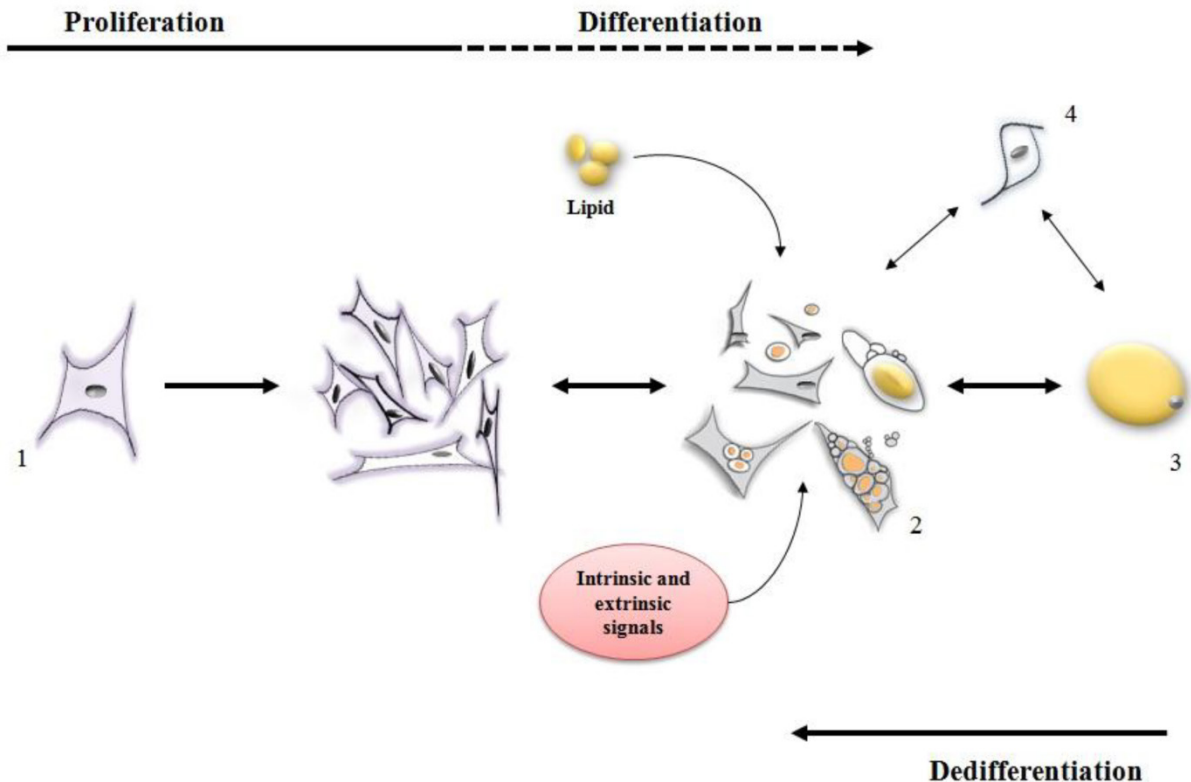 Proliferation
Differentiation
4
Lipid
1
3
2
Intrinsic and
extrinsic
signals
Dedifferentiation